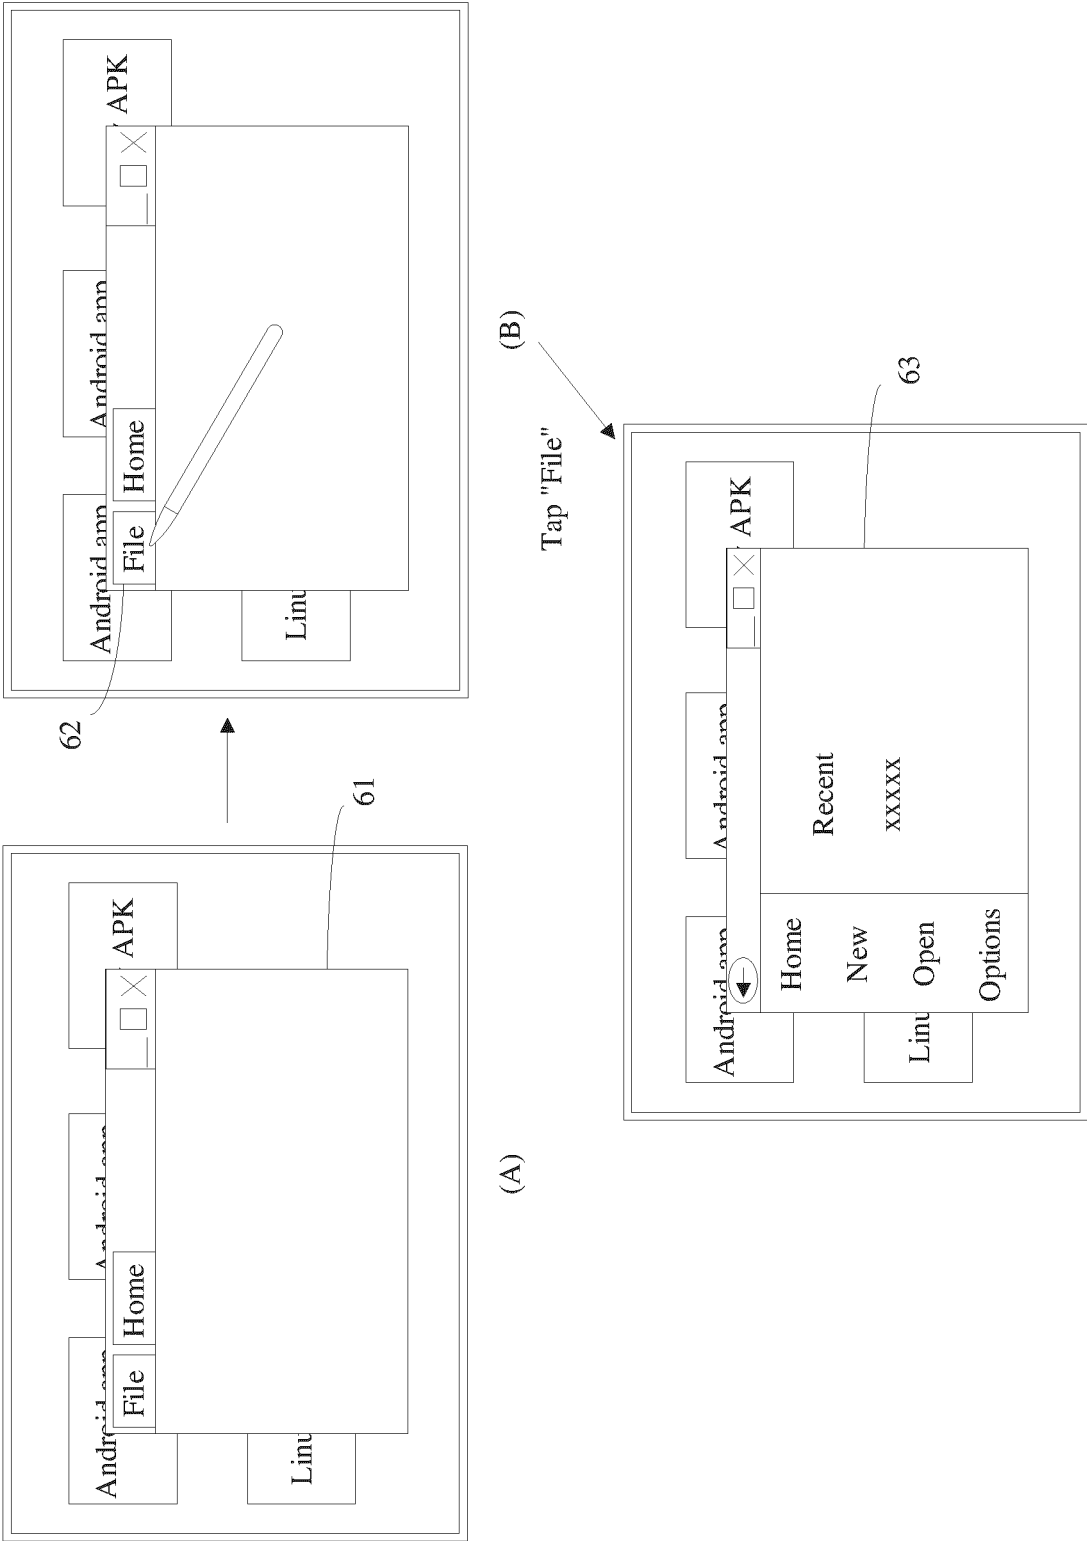 Android app
Android app
APK
File
Home
Linu
61
(A)
62
Android app
Android app
APK
File
Home
Linu
(B)
Tap "File"
Android app
Android app
APK
Home
New
Open
Options
Recent
xxxxx
Linu
63